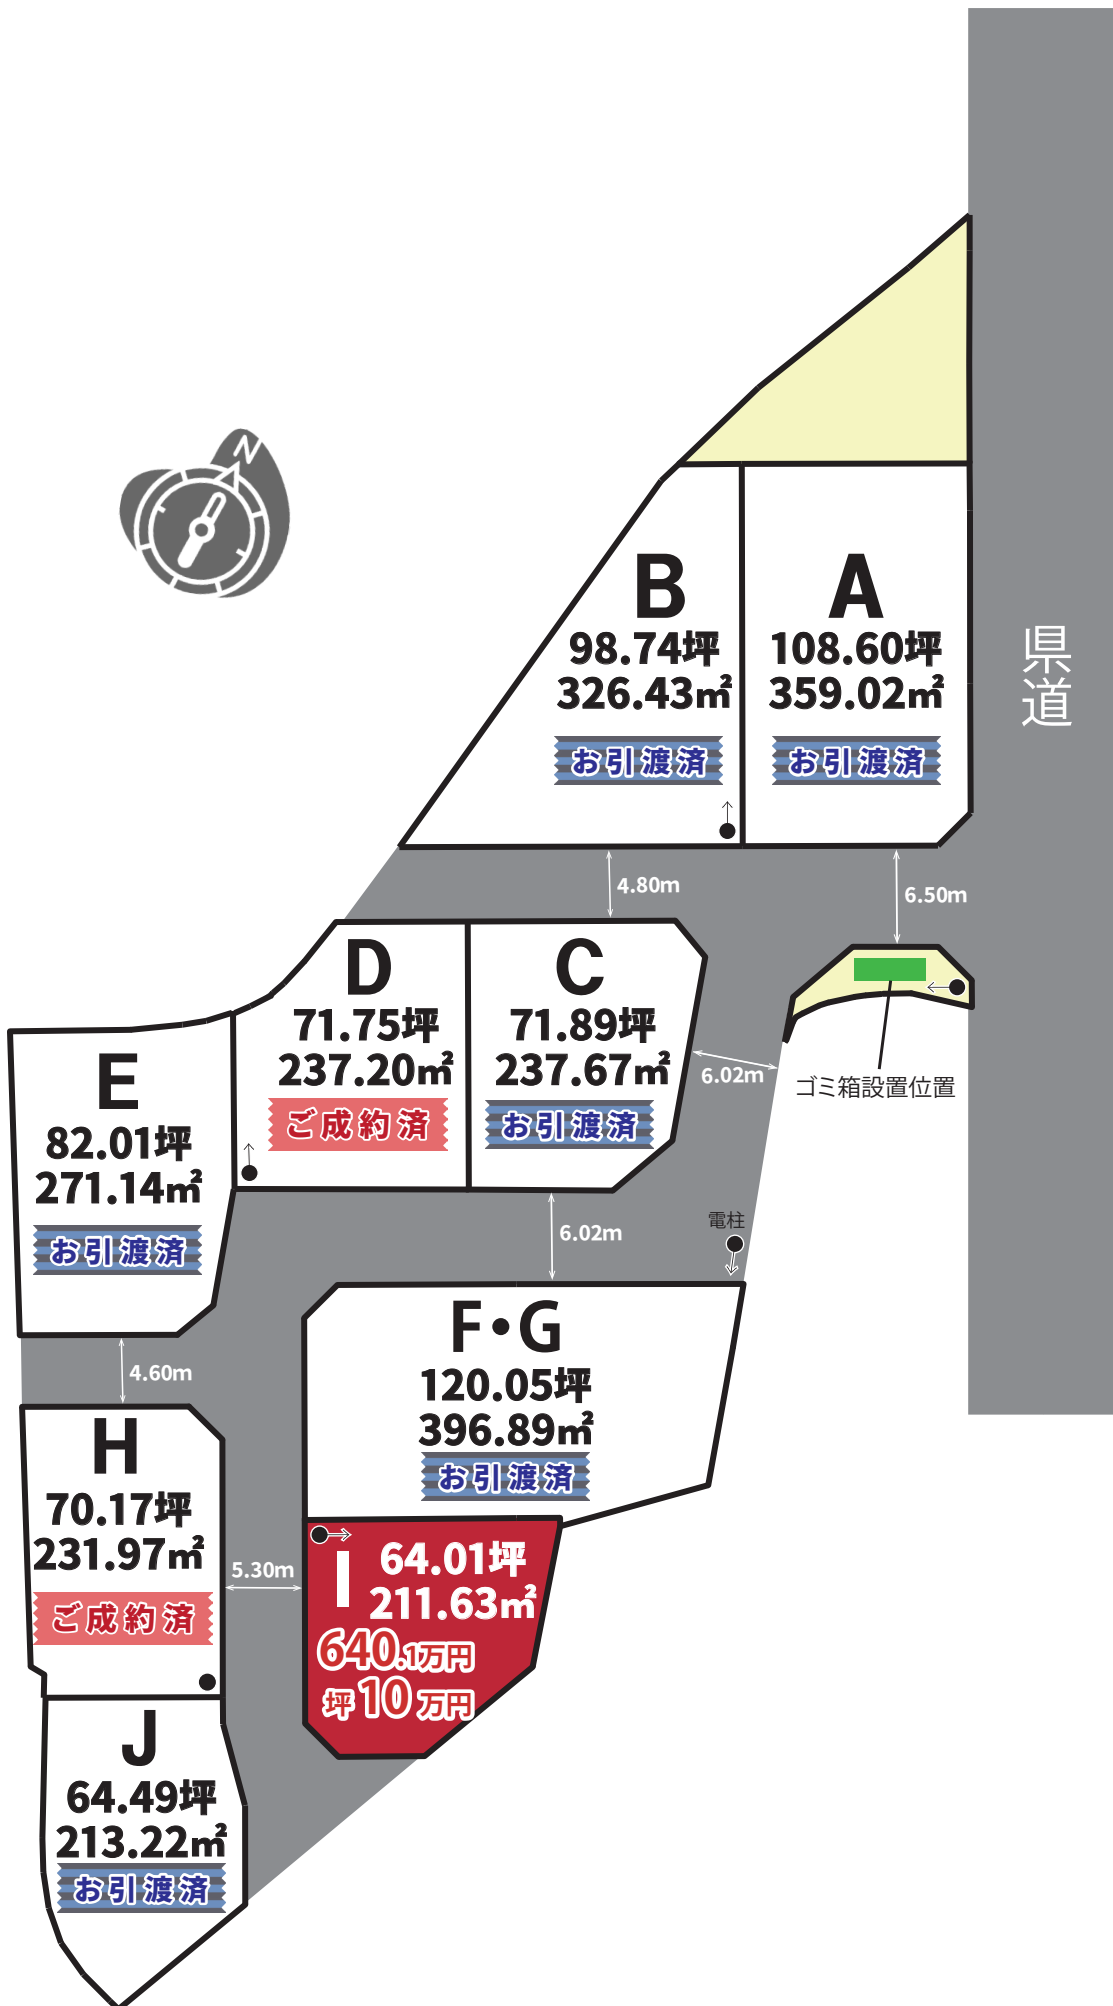 N
県道
B
98.74坪
326.43㎡
お引渡済
A
108.60坪
359.02㎡
お引渡済
4.80m
6.50m
D
71.75坪
237.20㎡
ご成約済
C
71.89坪
237.67㎡
お引渡済
6.02m
ゴミ箱設置位置
E
82.01坪
271.14㎡
お引渡済
6.02m
電柱
4.60m
F・G
120.05坪
396.89㎡
お引渡済
H
70.17坪
231.97㎡
ご成約済
5.30m
I
64.01坪
211.63㎡
640.1万円
坪10万円
J
64.49坪
213.22㎡
お引渡済